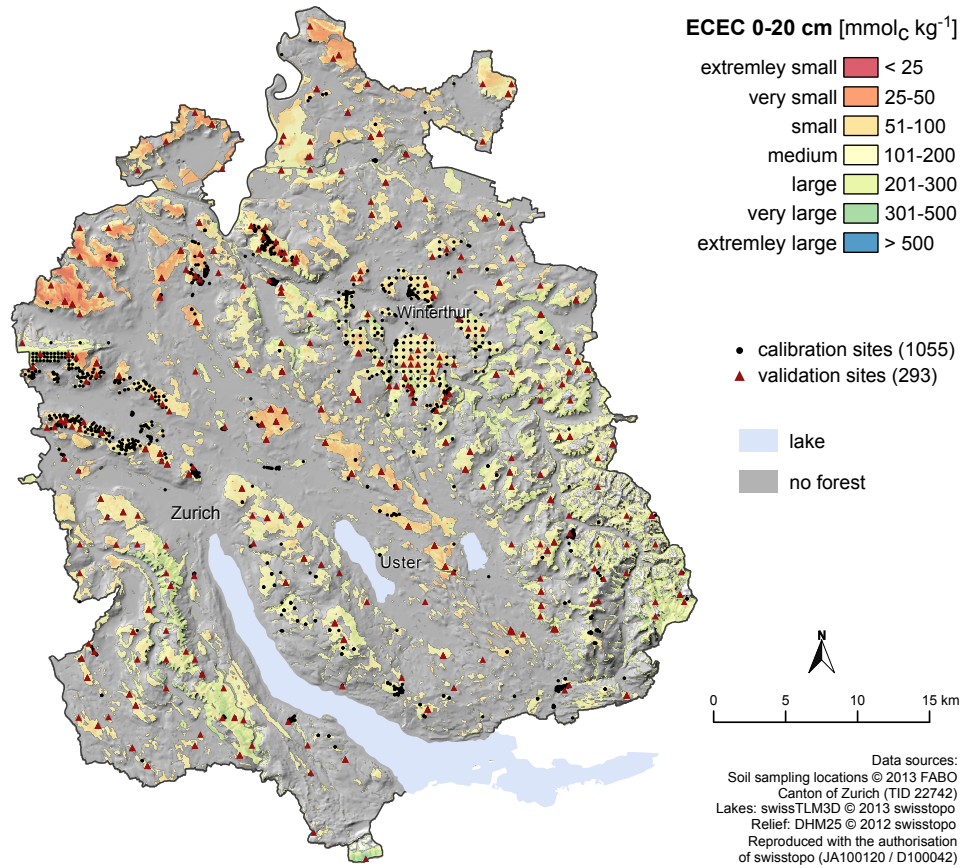 ECEC 0-20 cm [mmolC kg-1]
extremley small < 25
very small 25-50
small 51-100
medium 101-200
large 201-300
very large 301-500
extremley large > 500
Winterthur
calibration sites (1055)
validation sites (293)
lake
no forest
Zurich
Uster
N
0 5 10 15 km
Data sources:
Soil sampling locations © 2013 FABO
Canton of Zurich (TID 22742)
Lakes: swissTLM3D © 2013 swisstopo
Relief: DHM25 © 2012 swisstopo
Reproduced with the authorisation
of swisstopo (JA100120 / D100042)